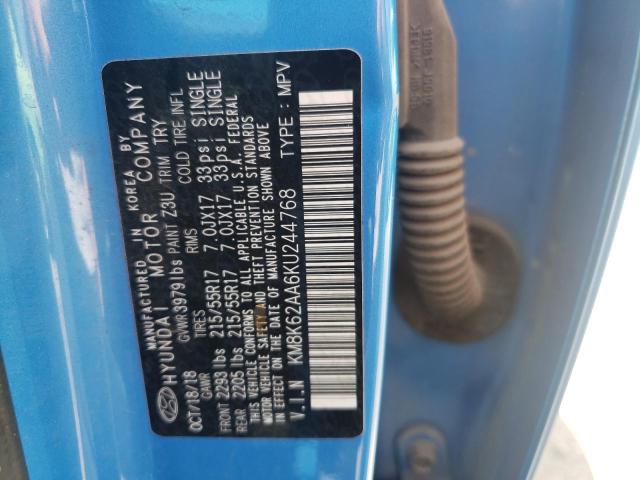 MANUFACTURED IN KOREA BY
HYUNDAI MOTOR COMPANY
OCT/18/18 GVWR 3979 lbs PAINT Z3U TRIM TRY
GAWR TIRES RIMS COLD TIRE INFL
FRONT 2293 lbs 215/55R17 7.0JX17 33psi SINGLE
REAR 2205 lbs 215/55R17 7.0JX17 33psi SINGLE
THIS VEHICLE CONFORMS TO ALL APPLICABLE U.S.A. FEDERAL
MOTOR VEHICLE SAFETY, AND THEFT PREVENTION STANDARDS
IN EFFECT ON THE DATE OF MANUFACTURE SHOWN ABOVE
V.I.N KM8K62AA6KU244768 TYPE : MPV